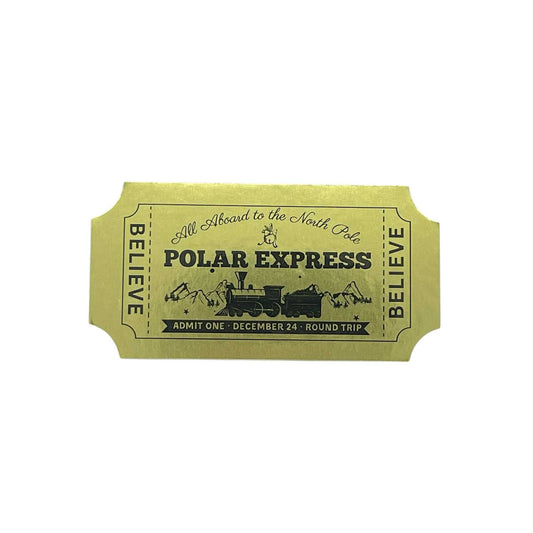 All Aboard to the North Pole
POLAR EXPRESS
ADMIT ONE · DECEMBER 24 · ROUND TRIP
BELIEVE
BELIEVE